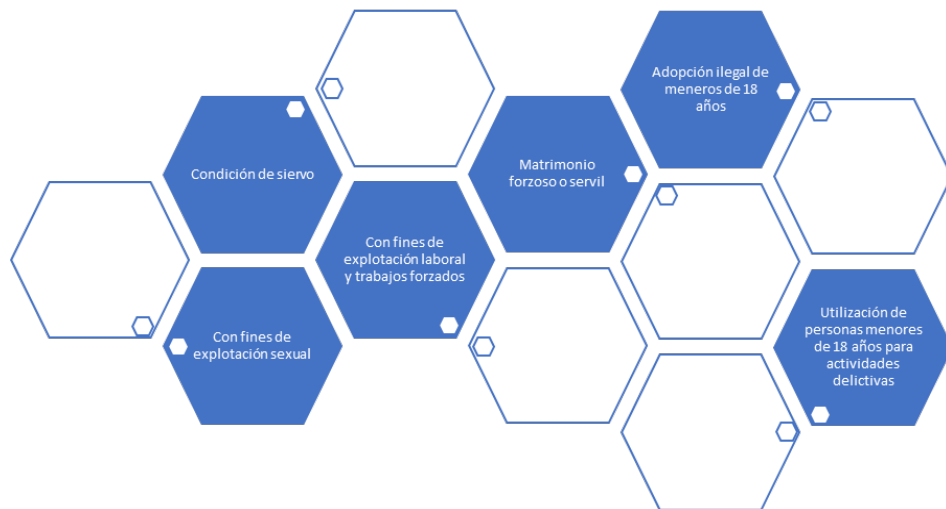 Adopción ilegal de
meneros de 18
años
Condición de siervo
Matrimonio
forzoso o servil
Con fines de
explotación laboral
y trabajos forzados
Con fines de
explotación sexual
Utilización de
personas menores
de 18 años para
actividades
delictivas